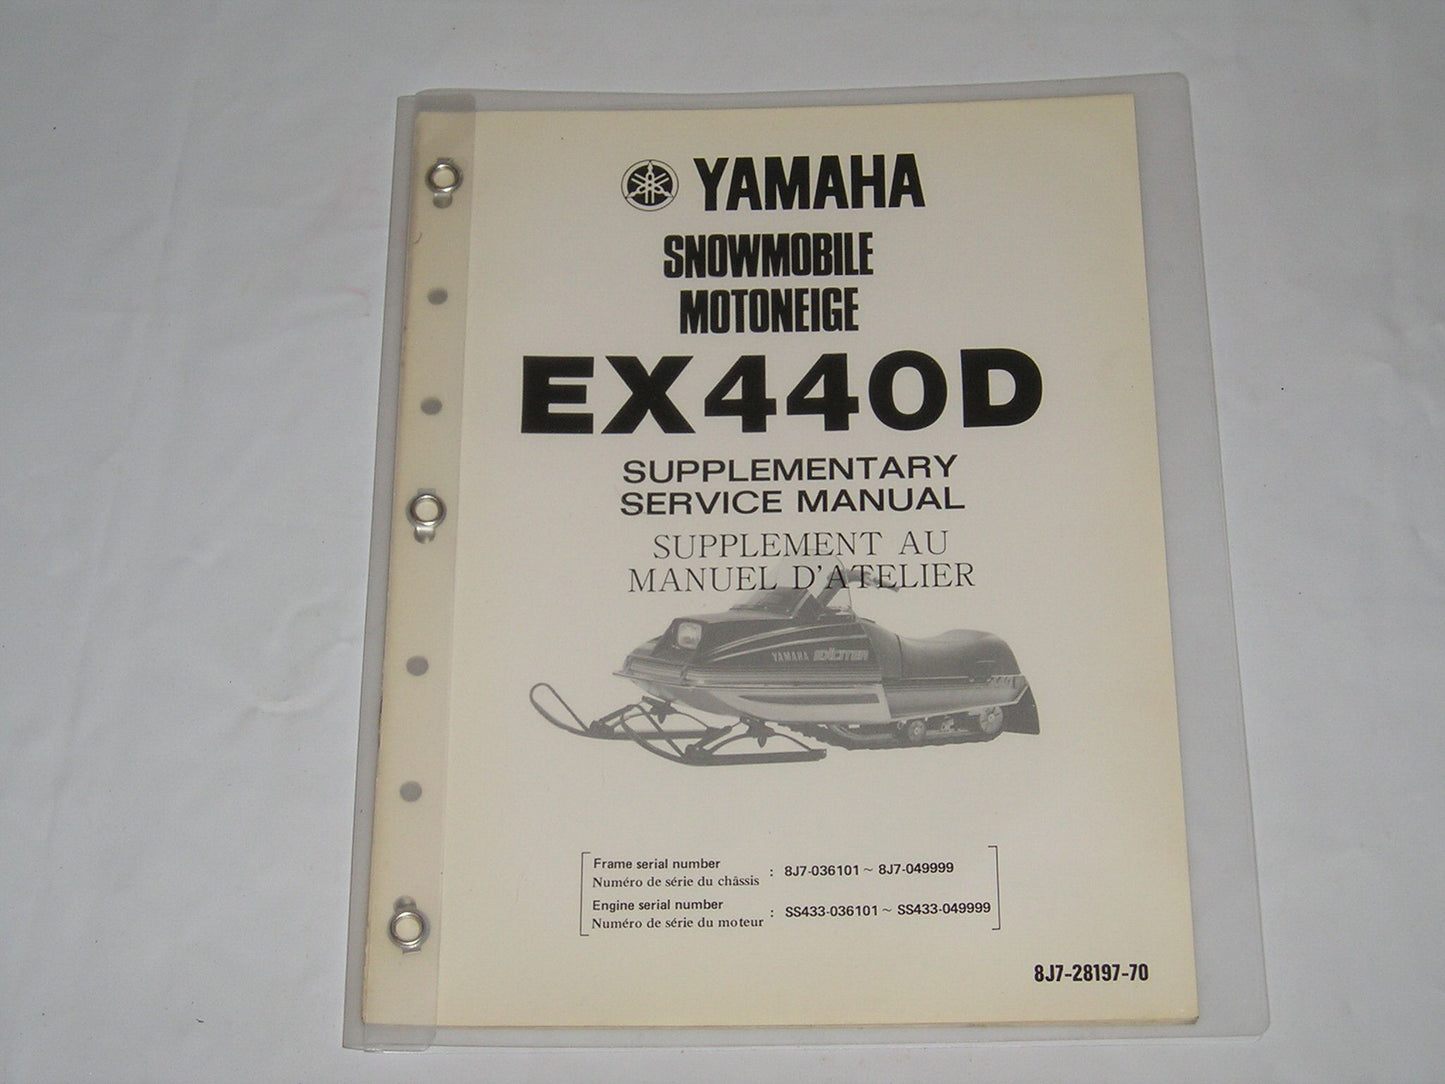 YAMAHA
SNOWMOBILE
MOTONEIGE
EX440D
SUPPLEMENTARY
SERVICE MANUAL
SUPPLEMENT AU
MANUEL D'ATELIER
YAMAHA EXCITER
440
Frame serial number
Numéro de série du châssis : 8J7-036101 ~ 8J7-049999
Engine serial number
Numéro de série du moteur : SS433-036101 ~ SS433-049999
8J7-28197-70